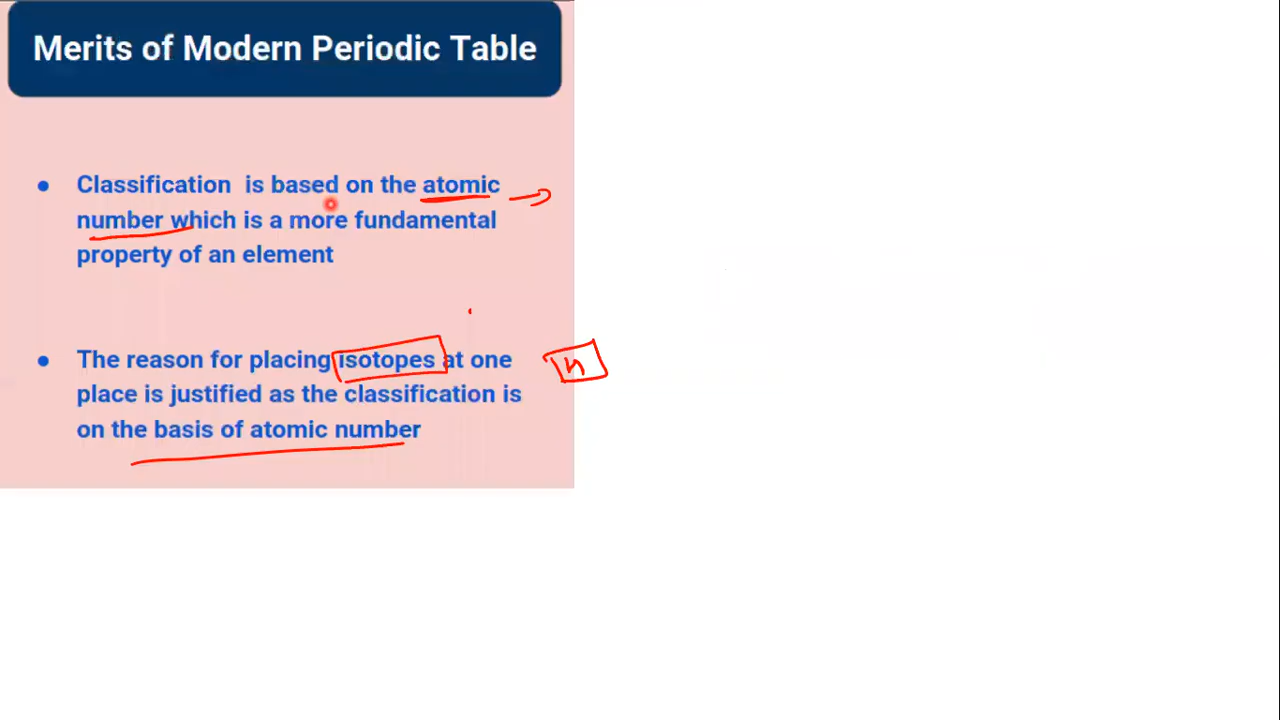 Merits of Modern Periodic Table
● Classification is based on the atomic
number which is a more fundamental
property of an element
● The reason for placing isotopes at one
place is justified as the classification is
on the basis of atomic number
n